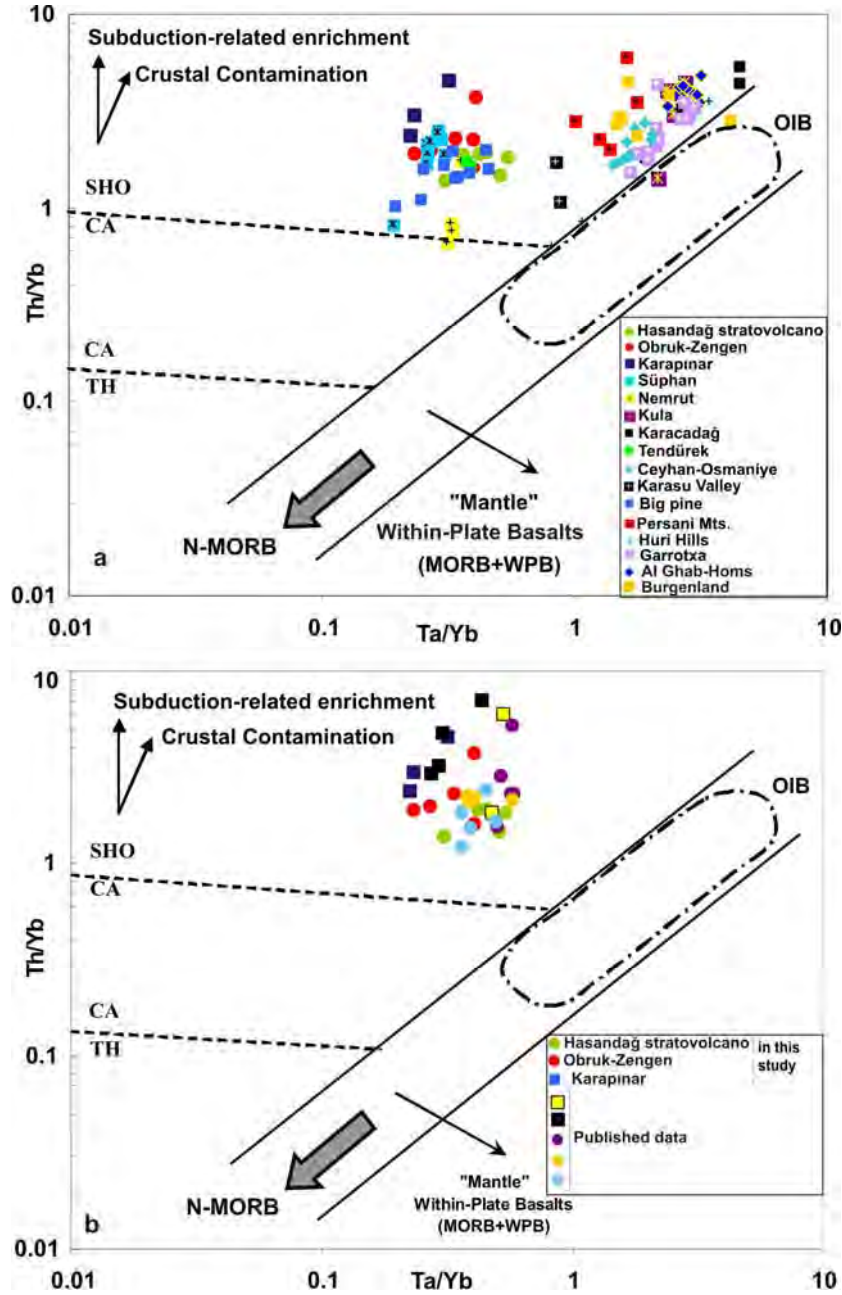 10
Subduction-related enrichment
Crustal Contamination
OIB
SHO
1
CA
Th/Yb
CA
0.1
TH
"Mantle"
Within-Plate Basalts
(MORB+WPB)
N-MORB
a
Hasandağ stratovolcano
Obruk-Zengen
Karapınar
Süphan
Nemrut
Kula
Karacadağ
Tendürek
Ceyhan-Osmaniye
Karasu Valley
Big pine
Persani Mts.
Huri Hills
Garrotxa
Al Ghab-Homs
Burgenland
0.01
0.01 0.1 1 10
Ta/Yb
10
Subduction-related enrichment
Crustal Contamination
OIB
SHO
1
CA
Th/Yb
CA
0.1
TH
Hasandağ stratovolcano
Obruk-Zengen
Karapınar
in this
study
Published data
"Mantle"
Within-Plate Basalts
(MORB+WPB)
N-MORB
b
0.01
0.01 0.1 1 10
Ta/Yb